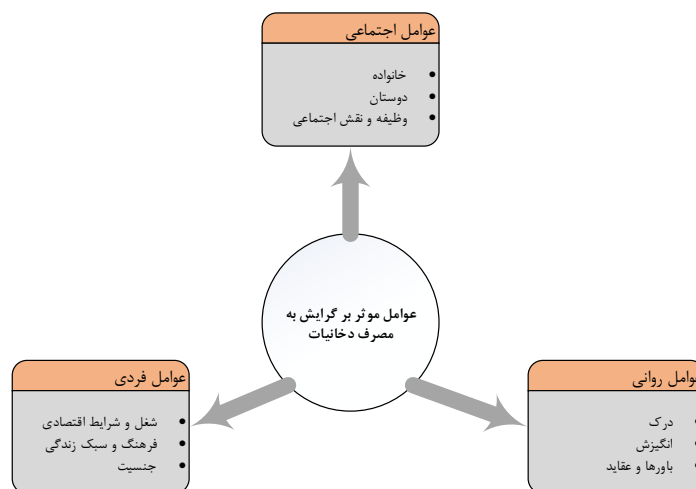 عوامل اجتماعی
• خانواده
• دوستان
• وظیفه و نقش اجتماعی
عوامل موثر بر گرایش به
مصرف دخانیات
عوامل روانی
• درک
• انگیزش
• باورها و عقاید
عوامل فردی
• شغل و شرایط اقتصادی
• فرهنگ و سبک زندگی
• جنسیت